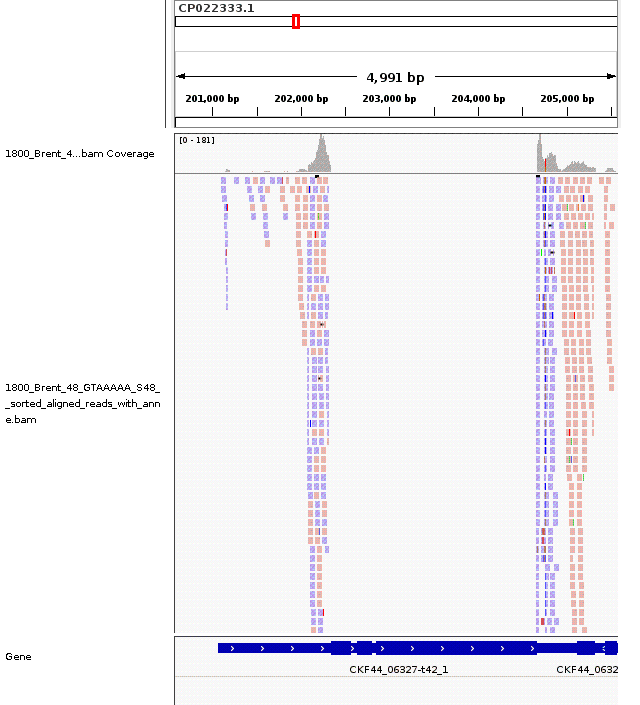 CP022333.1
4,991 bp
201,000 bp 202,000 bp 203,000 bp 204,000 bp 205,000 bp
[0 - 181]
1800_Brent_4...bam Coverage
1800_Brent_48_GTAAAAA_S48_
_sorted_aligned_reads_with_ann
e.bam
Gene
CKF44_06327-t42_1 CKF44_0632